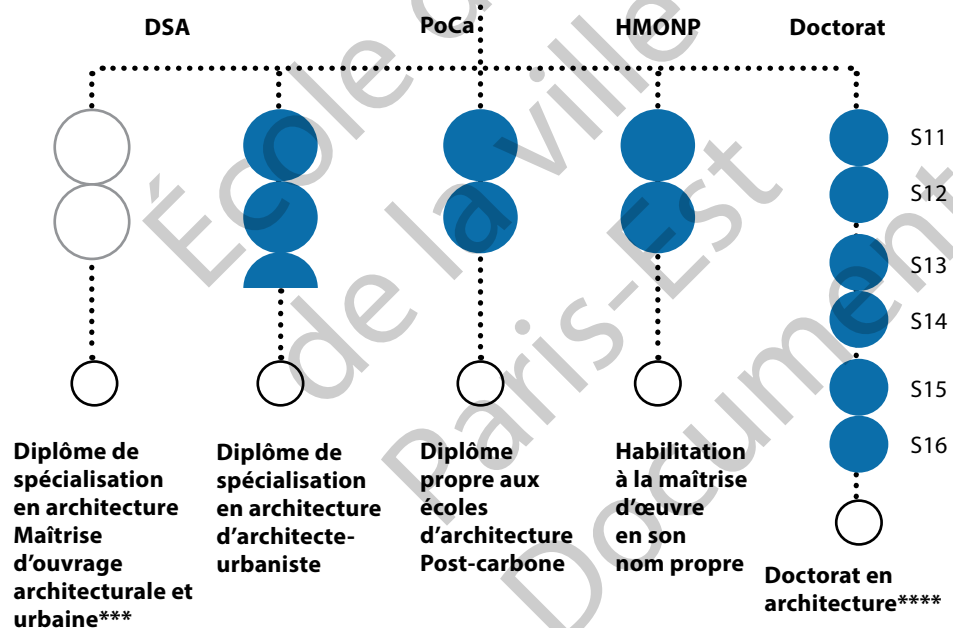 DSA
PoCa
HMONP
Doctorat
S11
S12
S13
S14
S15
S16
Diplôme de
spécialisation
en architecture
Maîtrise
d'ouvrage
architecturale et
urbaine***
Diplôme de
spécialisation
en architecture
d'architecte-
urbaniste
Diplôme
propre aux
écoles
d'architecture
Post-carbone
Habilitation
à la maîtrise
d'œuvre
en son
nom propre
Doctorat en
architecture****
École d
de la ville
Paris-Est
Document